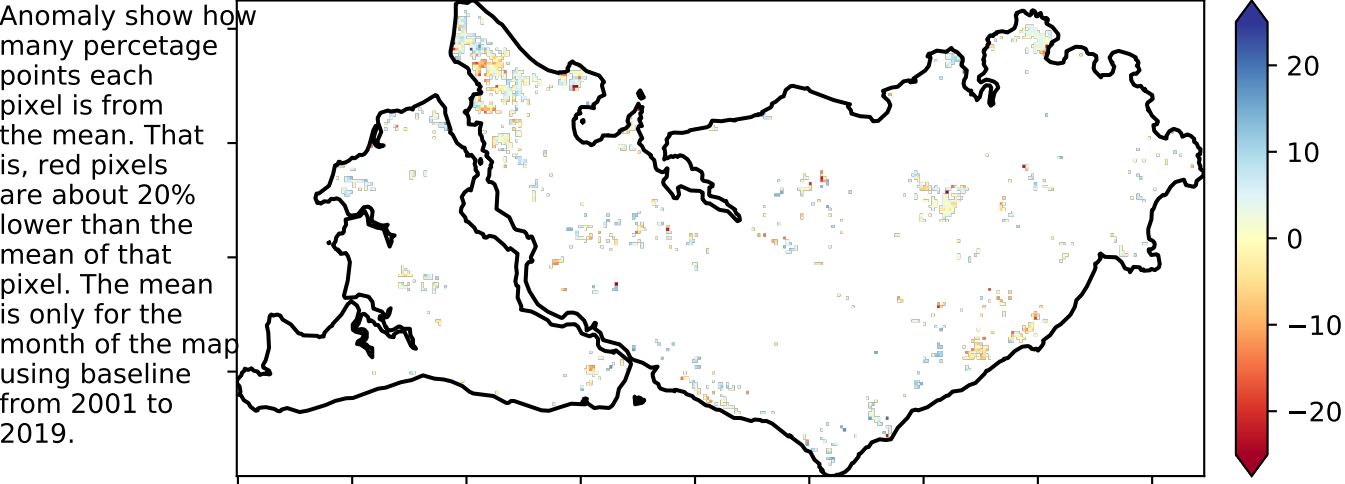 Anomaly show how
many percetage
points each
pixel is from
the mean. That
is, red pixels
are about 20%
lower than the
mean of that
pixel. The mean
is only for the
month of the map
using baseline
from 2001 to
2019.
20
10
0
−10
−20